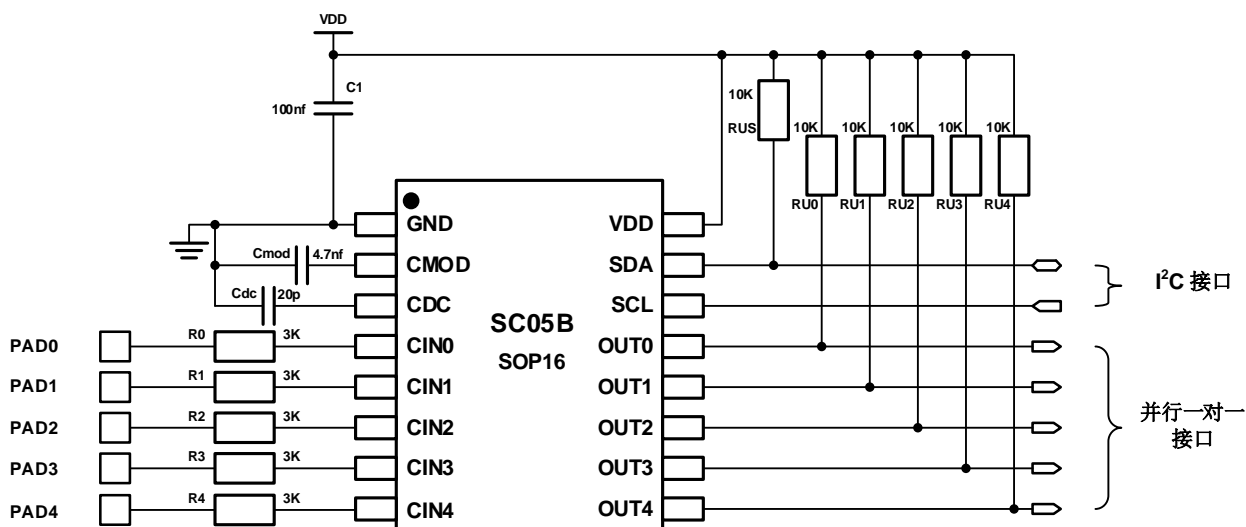 VDD
C1
100nf
10K
RUS
10K
10K
10K
10K
10K
RU0
RU1
RU2
RU3
RU4
GND
VDD
Cmod
4.7nf
CMOD
SDA
Cdc
20p
CDC
SCL
I²C 接口
SC05B
SOP16
PAD0
R0
3K
CIN0
OUT0
PAD1
R1
3K
CIN1
OUT1
PAD2
R2
3K
CIN2
OUT2
并行一对一
接口
PAD3
R3
3K
CIN3
OUT3
PAD4
R4
3K
CIN4
OUT4